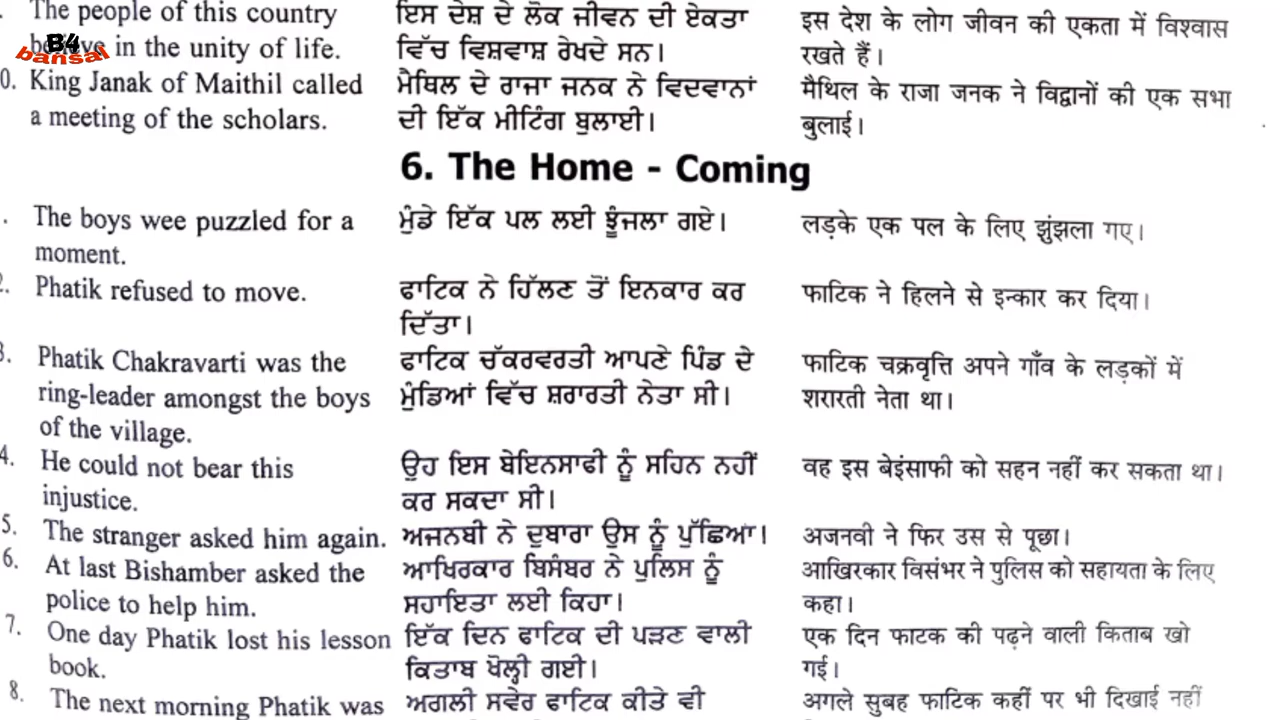 . The people of this country ਇਸ ਦੇਸ਼ ਦੇ ਲੋਕ ਜੀਵਨ ਦੀ ਏਕਤਾ इस देश के लोग जीवन की एकता में विश्वास
B4
bansal
believe in the unity of life. ਵਿੱਚ ਵਿਸ਼ਵਾਸ਼ ਰੇਖਦੇ ਸਨ। रखते हैं।
0. King Janak of Maithil called ਮੈਥਿਲ ਦੇ ਰਾਜਾ ਜਨਕ ਨੇ ਵਿਦਵਾਨਾਂ मैथिल के राजा जनक ने विद्वानों की एक सभा
a meeting of the scholars. ਦੀ ਇੱਕ ਮੀਟਿੰਗ ਬੁਲਾਈ। बुलाई।
6. The Home - Coming
. The boys wee puzzled for a ਮੁੰਡੇ ਇੱਕ ਪਲ ਲਈ ਝੂੰਜਲਾ ਗਏ। लड़के एक पल के लिए झुंझला गए।
moment.
2. Phatik refused to move. ਫਾਟਿਕ ਨੇ ਹਿੱਲਣ ਤੋਂ ਇਨਕਾਰ ਕਰ फाटिक ने हिलने से इन्कार कर दिया।
ਦਿੱਤਾ।
3. Phatik Chakravarti was the ਫਾਟਿਕ ਚੱਕਰਵਰਤੀ ਆਪਣੇ ਪਿੰਡ ਦੇ फाटिक चक्रवृत्ति अपने गाँव के लड़कों में
ring-leader amongst the boys ਮੁੰਡਿਆਂ ਵਿੱਚ ਸ਼ਰਾਰਤੀ ਨੇਤਾ ਸੀ। शरारती नेता था।
of the village.
4. He could not bear this ਉਹ ਇਸ ਬੇਇਨਸਾਫੀ ਨੂੰ ਸਹਿਨ ਨਹੀਂ वह इस बेइंसाफी को सहन नहीं कर सकता था।
injustice. ਕਰ ਸਕਦਾ ਸੀ।
5. The stranger asked him again. ਅਜਨਬੀ ਨੇ ਦੁਬਾਰਾ ਉਸ ਨੂੰ ਪੁੱਛਿਆ। अजनवी ने फिर उस से पूछा।
6. At last Bishamber asked the ਆਖਿਰਕਾਰ ਬਿਸੰਬਰ ਨੇ ਪੁਲਿਸ ਨੂੰ आखिरकार विसंभर ने पुलिस को सहायता के लिए
police to help him. ਸਹਾਇਤਾ ਲਈ ਕਿਹਾ। कहा।
7. One day Phatik lost his lesson ਇੱਕ ਦਿਨ ਫਾਟਿਕ ਦੀ ਪੜਣ ਵਾਲੀ एक दिन फाटक की पढ़ने वाली किताब खो
book. ਕਿਤਾਬ ਖੋਲ੍ਹੀ ਗਈ। गई।
8. The next morning Phatik was ਅਗਲੀ ਸਵੇਰ ਫਾਟਿਕ ਕੀਤੇ ਵੀ अगले सुबह फाटिक कहीं पर भी दिखाई नहीं